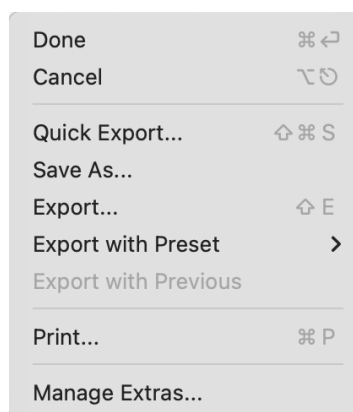 Done ⌘↩
Cancel ⌥⎋
Quick Export... ⇧⌘S
Save As...
Export... ⇧E
Export with Preset >
Export with Previous
Print... ⌘P
Manage Extras...